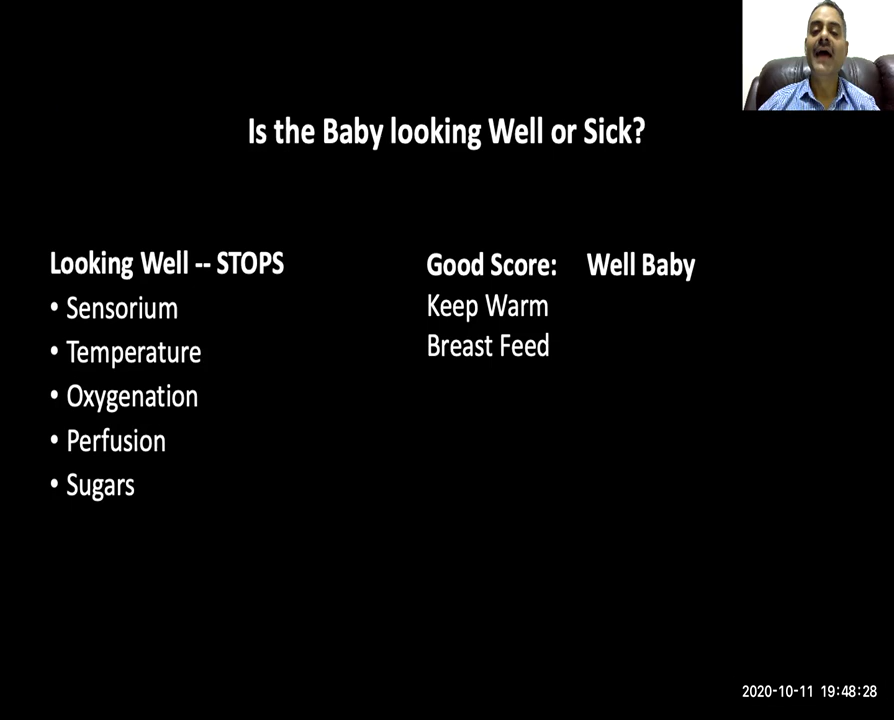 Is the Baby looking Well or Sick?
Looking Well -- STOPS
• Sensorium
• Temperature
• Oxygenation
• Perfusion
• Sugars
Good Score: Well Baby
Keep Warm
Breast Feed
2020-10-11 19:48:28